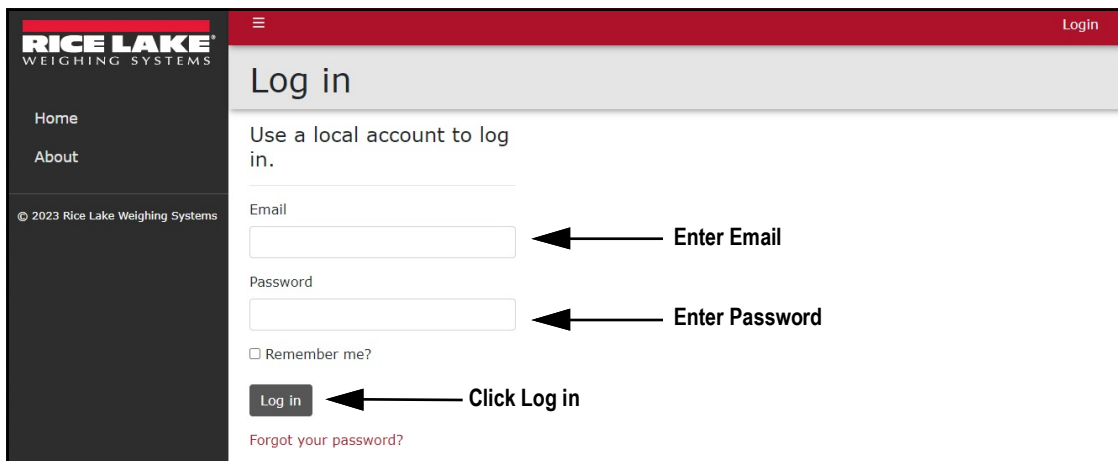 RICE LAKE®
WEIGHING SYSTEMS
Home
About
© 2023 Rice Lake Weighing Systems
☰
Login
Log in
Use a local account to log
in.
Email
Enter Email
Password
Enter Password
Remember me?
Log in
Click Log in
Forgot your password?